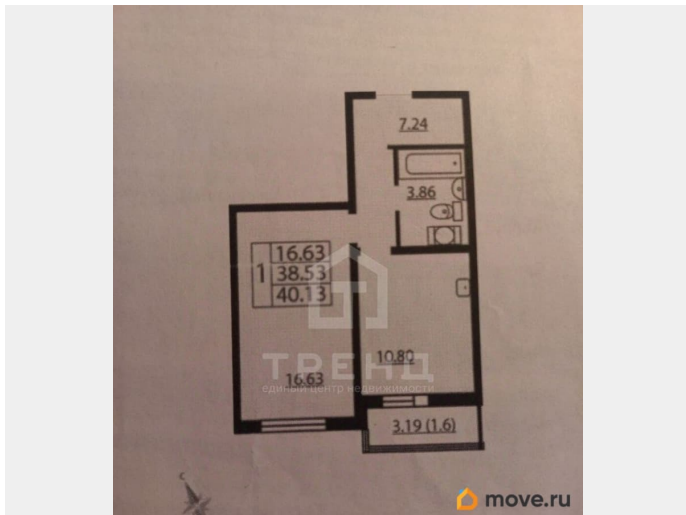 7.24
3.86
16.63
1 38.53
40.13
10.80
ТРЕНД
16.63
единый центр недвижимости
3.19 (1.6)
с
move.ru